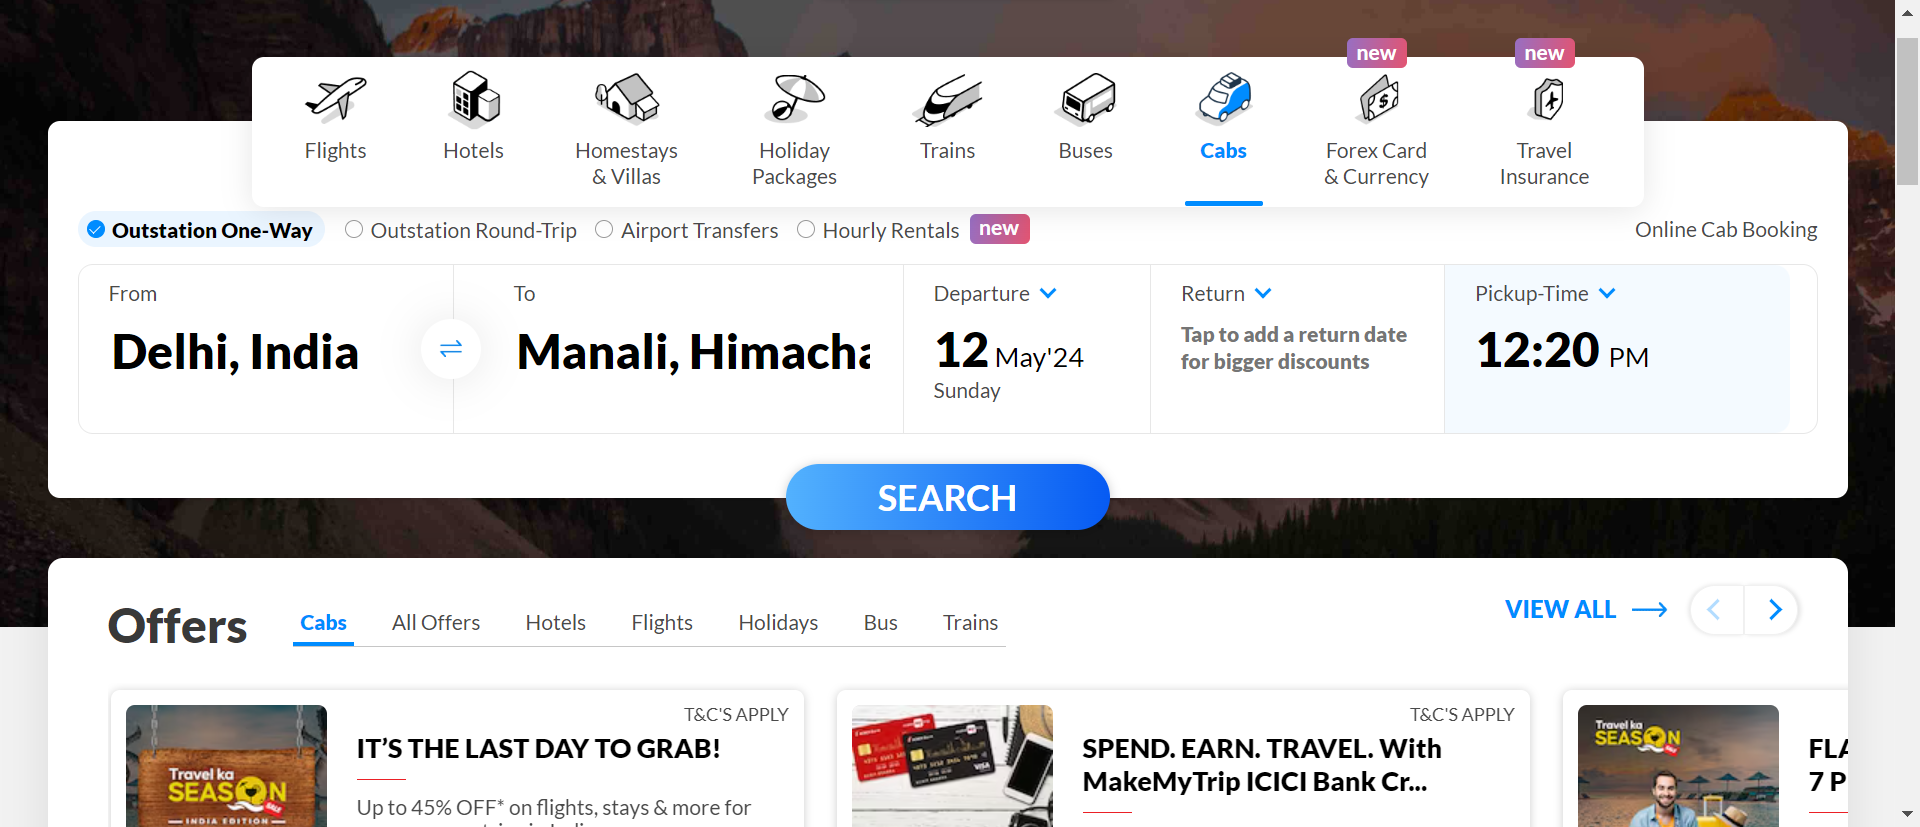 new
new
Flights
Hotels
Homestays
& Villas
Holiday
Packages
Trains
Buses
Cabs
Forex Card
& Currency
Travel
Insurance
Outstation One-Way
Outstation Round-Trip
Airport Transfers
Hourly Rentals
new
Online Cab Booking
From
Delhi, India
To
Manali, Himacha
Departure
12 May'24
Sunday
Return
Tap to add a return date
for bigger discounts
Pickup-Time
12:20 PM
SEARCH
Offers
Cabs
All Offers
Hotels
Flights
Holidays
Bus
Trains
VIEW ALL
T&C'S APPLY
IT’S THE LAST DAY TO GRAB!
Up to 45% OFF* on flights, stays & more for
Travel ka
SEASON
SALE
INDIA EDITION
T&C'S APPLY
SPEND. EARN. TRAVEL. With
MakeMyTrip ICICI Bank Cr...
VISA
Travel ka
SEASON
SALE
FLA
7 P